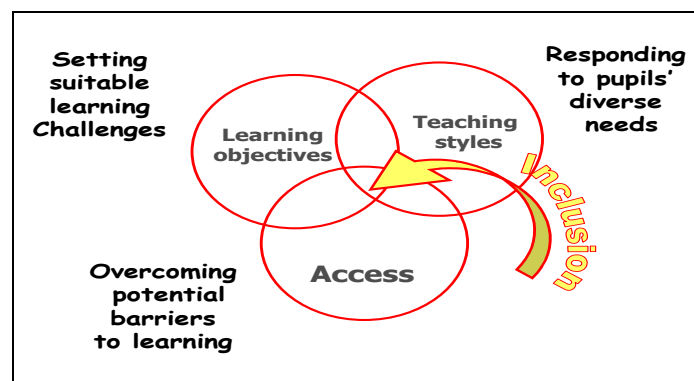 Setting
suitable
learning
Challenges
Responding
to pupils’
diverse
needs
Learning
objectives
Teaching
styles
Inclusion
Access
Overcoming
potential
barriers
to learning